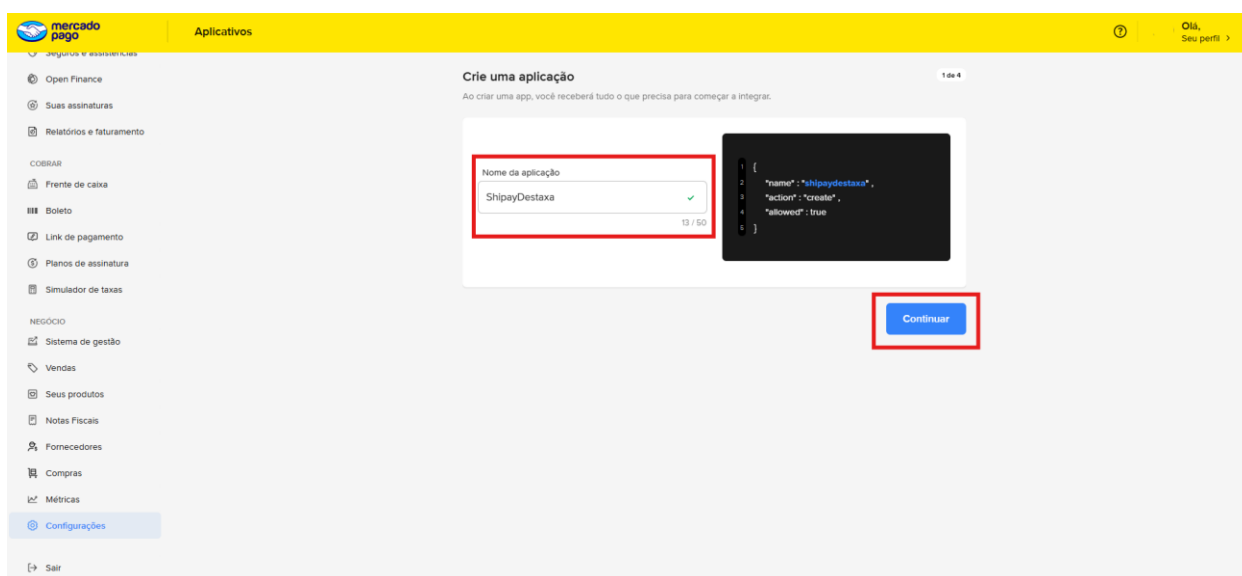 mercado
pago
Aplicativos
Olá,
Seu perfil >
Seguros e assistências
Open Finance
Suas assinaturas
Relatórios e faturamento
COBRAR
Frente de caixa
Boleto
Link de pagamento
Planos de assinatura
Simulador de taxas
NEGÓCIO
Sistema de gestão
Vendas
Seus produtos
Notas Fiscais
Fornecedores
Compras
Métricas
Configurações
Sair
Crie uma aplicação
1 de 4
Ao criar uma app, você receberá tudo o que precisa para começar a integrar.
Nome da aplicação
ShipayDestaxa
13 / 50
1 {
2 "name" : "shipaydestaxa" ,
3 "action" : "create" ,
4 "allowed" : true
5 }
Continuar